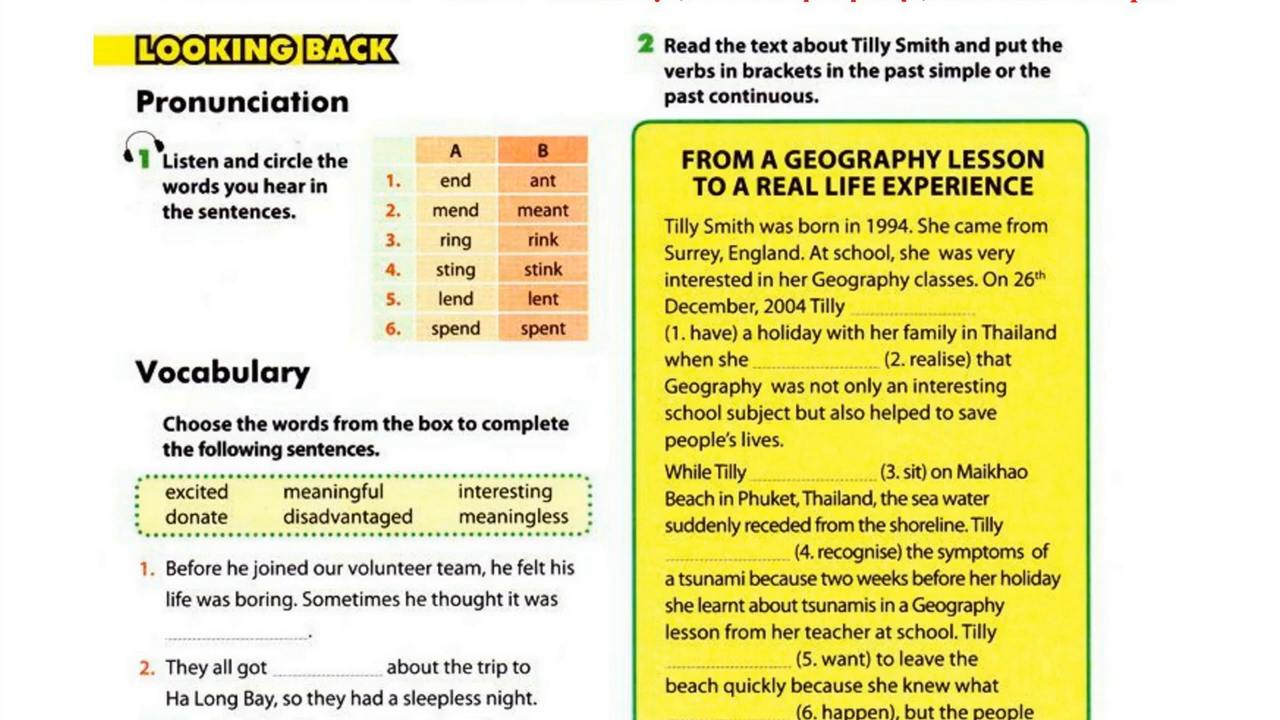 LOOKING BACK
Pronunciation
1 Listen and circle the
words you hear in
the sentences.
A B
1. end ant
2. mend meant
3. ring rink
4. sting stink
5. lend lent
6. spend spent
Vocabulary
Choose the words from the box to complete
the following sentences.
excited meaningful interesting
donate disadvantaged meaningless
1. Before he joined our volunteer team, he felt his
life was boring. Sometimes he thought it was
.
2. They all got about the trip to
Ha Long Bay, so they had a sleepless night.
2 Read the text about Tilly Smith and put the
verbs in brackets in the past simple or the
past continuous.
FROM A GEOGRAPHY LESSON
TO A REAL LIFE EXPERIENCE
Tilly Smith was born in 1994. She came from
Surrey, England. At school, she was very
interested in her Geography classes. On 26th
December, 2004 Tilly
(1. have) a holiday with her family in Thailand
when she (2. realise) that
Geography was not only an interesting
school subject but also helped to save
people's lives.
While Tilly (3. sit) on Maikhao
Beach in Phuket, Thailand, the sea water
suddenly receded from the shoreline. Tilly
(4. recognise) the symptoms of
a tsunami because two weeks before her holiday
she learnt about tsunamis in a Geography
lesson from her teacher at school. Tilly
(5. want) to leave the
beach quickly because she knew what
(6. happen), but the people